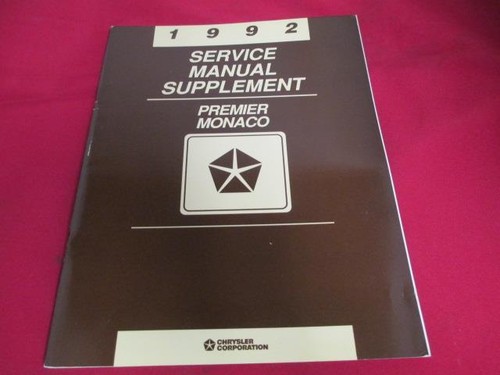 1 9 9 2
SERVICE
MANUAL
SUPPLEMENT
PREMIER
MONACO
CHRYSLER
CORPORATION